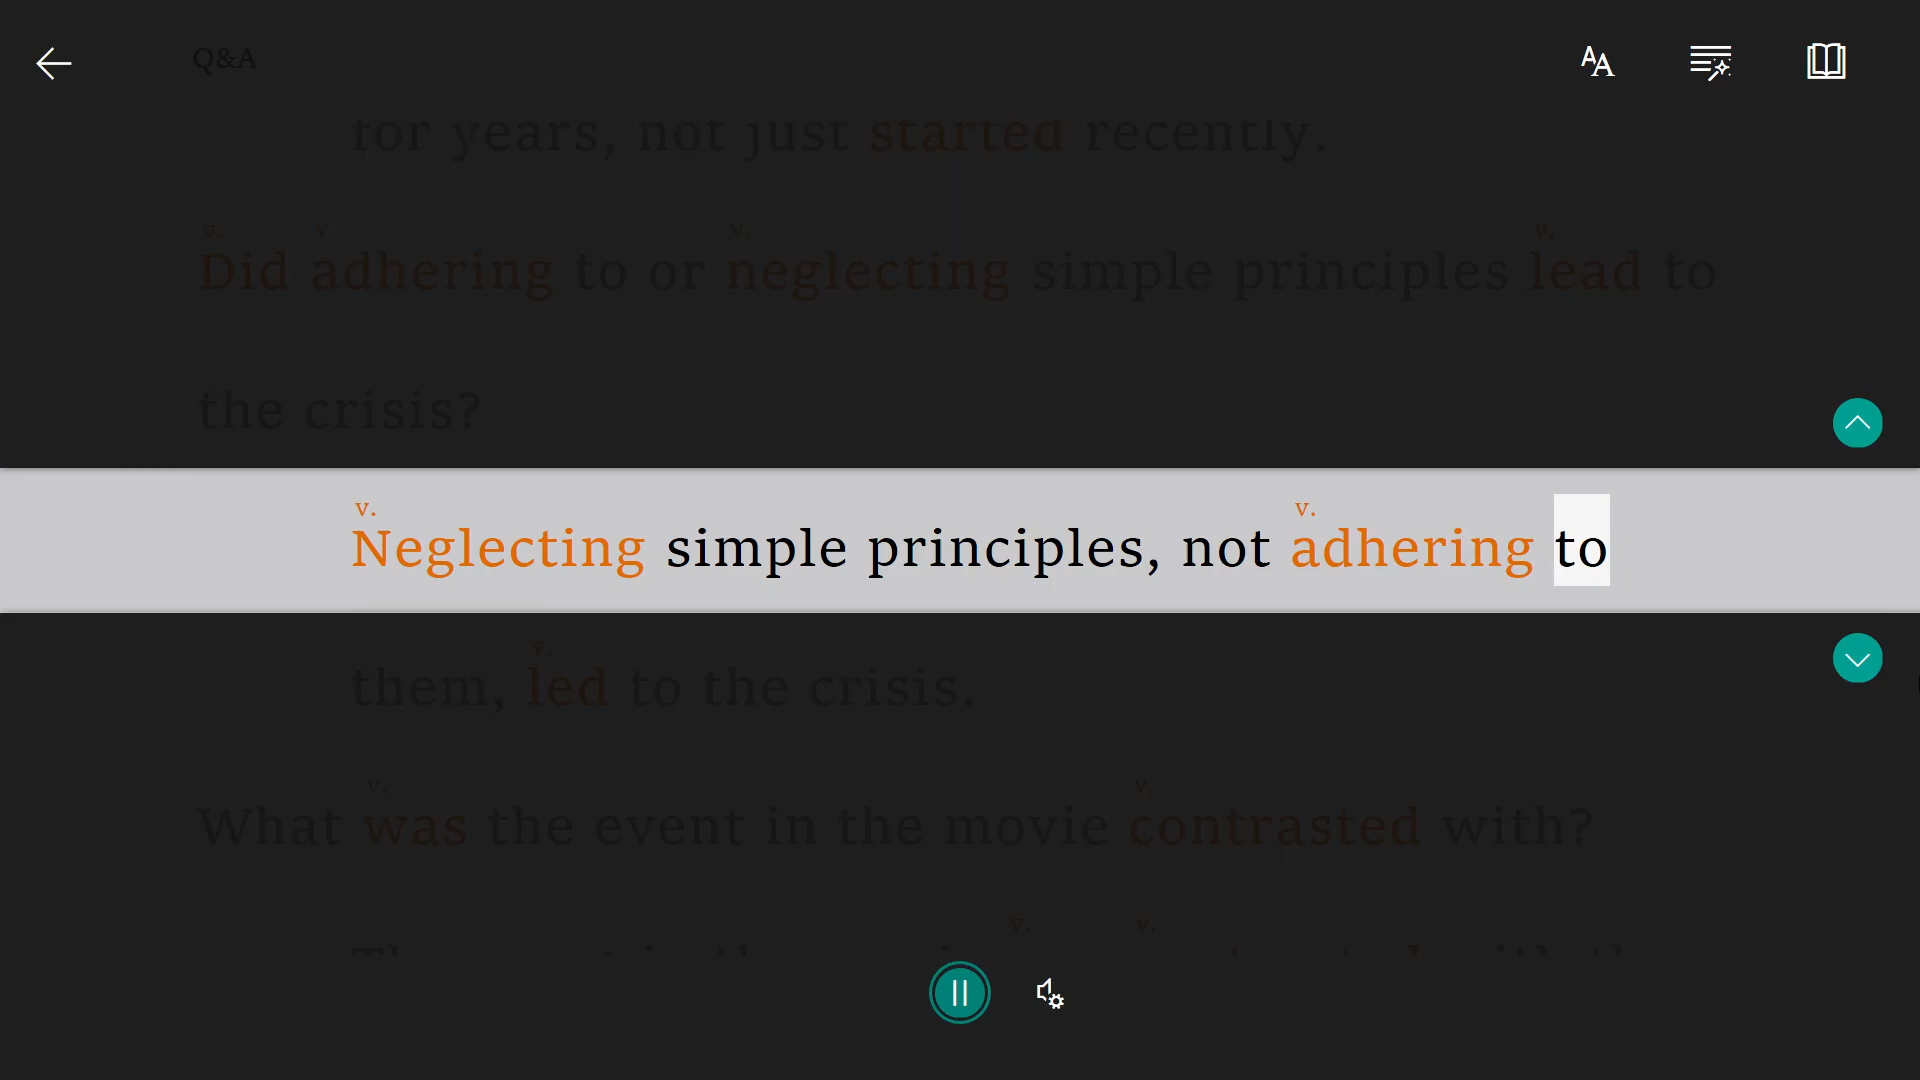 Q&A
for years, not just started recently.
v. v. v. v.
Did adhering to or neglecting simple principles lead to
the crisis?
v. v.
Neglecting simple principles, not adhering to
v.
them, led to the crisis.
v. v.
What was the event in the movie contrasted with?
v. v.